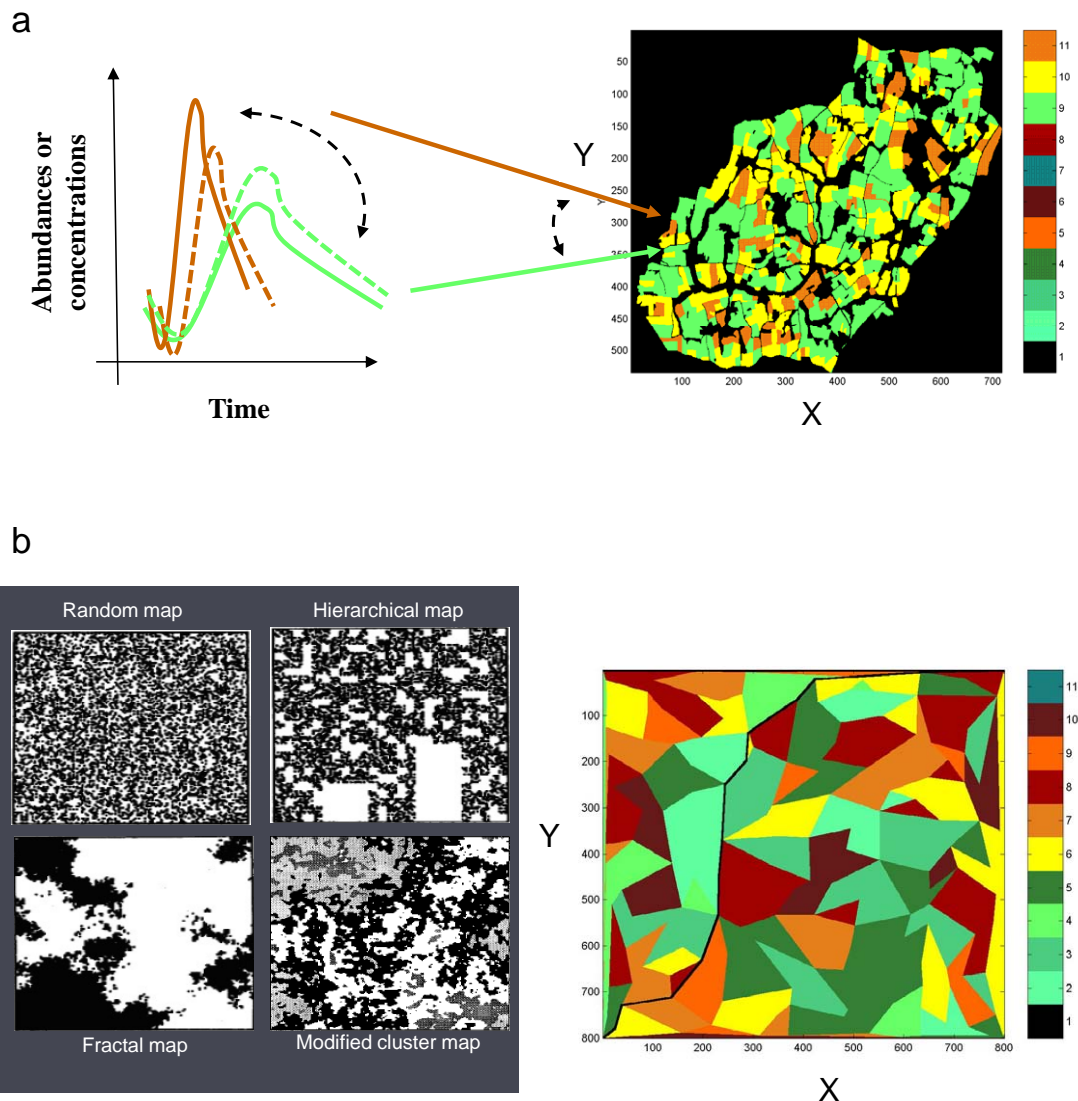 a
Abundances or
concentrations
Time
Y
Y
50
100
150
200
250
300
350
400
450
500
100 200 300 400 500 600 700
X
11
10
9
8
7
6
5
4
3
2
1
b
Random map
Hierarchical map
Fractal map
Modified cluster map
Y
100
200
300
400
500
600
700
800
100 200 300 400 500 600 700 800
X
11
10
9
8
7
6
5
4
3
2
1